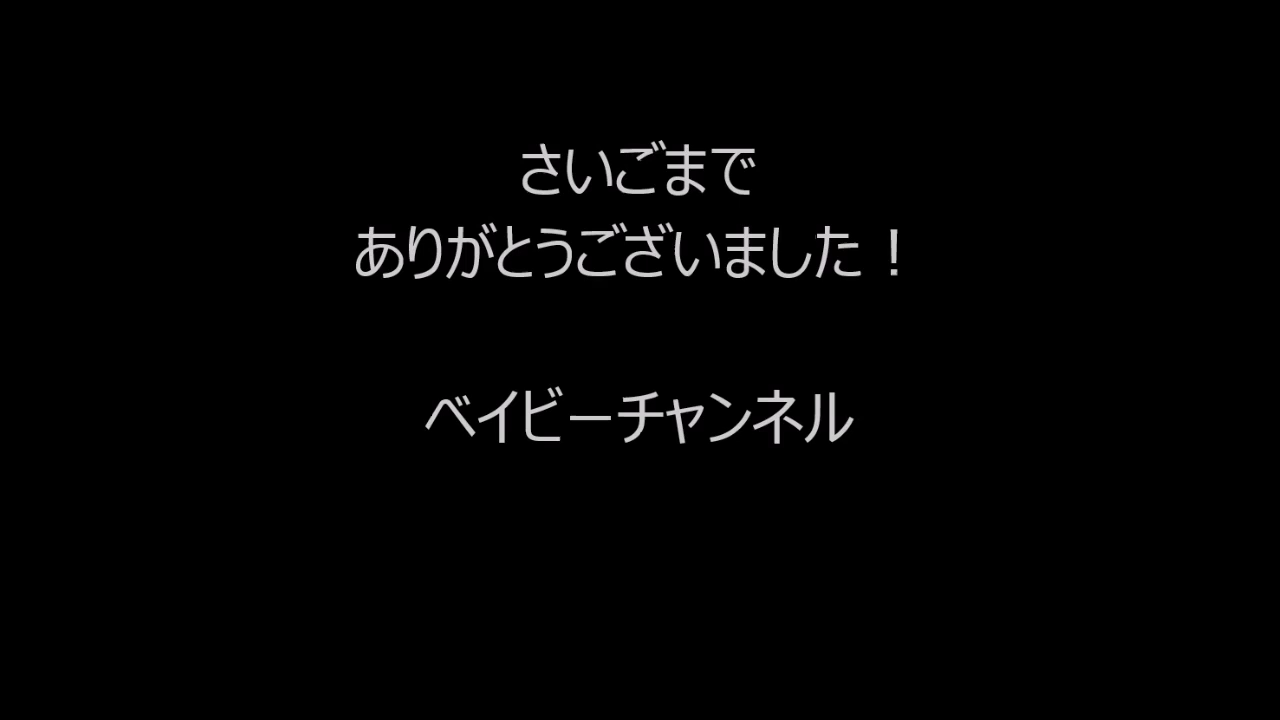 さいごまで
ありがとうございました！
ベイビーチャンネル